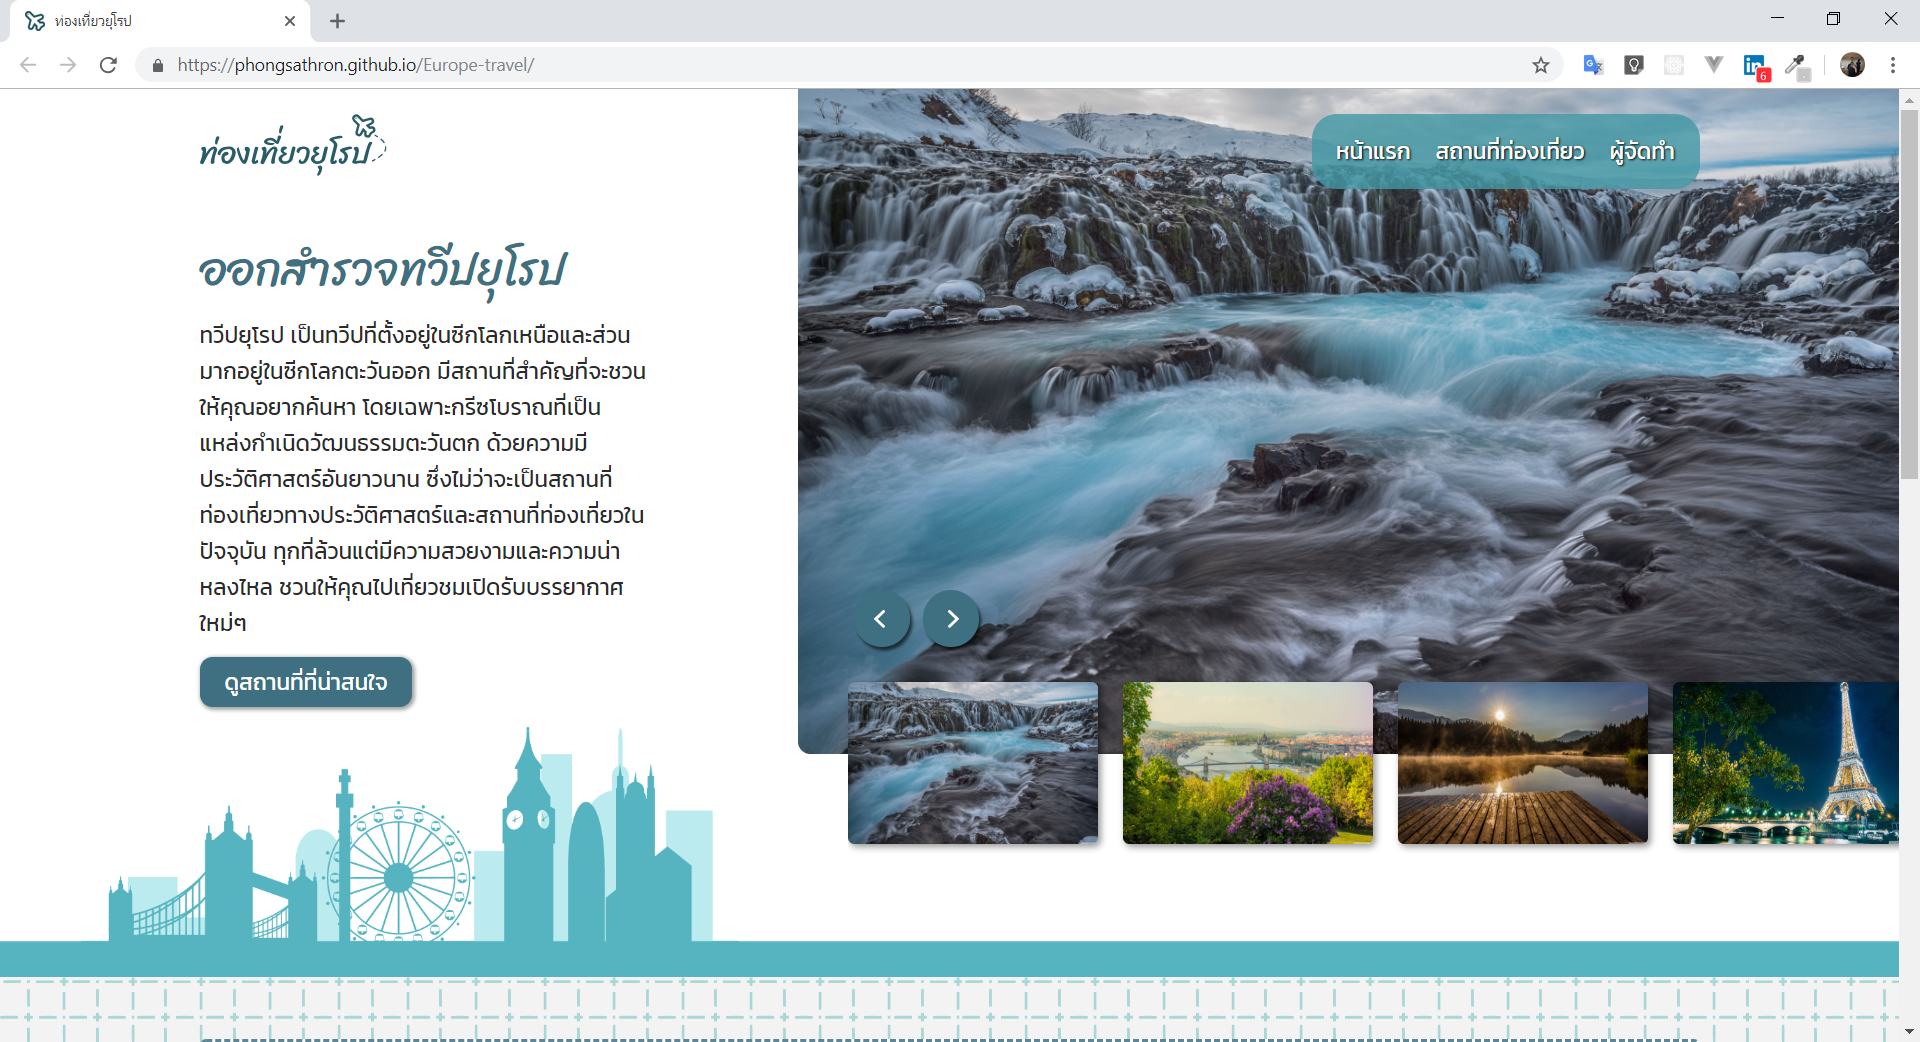 ท่องเที่ยวยุโรป
https://phongsathron.github.io/Europe-travel/
6
ท่องเที่ยวยุโรป
หน้าแรก สถานที่ท่องเที่ยว ผู้จัดทำ
ออกสำรวจทวีปยุโรป
ทวีปยุโรป เป็นทวีปที่ตั้งอยู่ในซีกโลกเหนือและส่วน
มากอยู่ในซีกโลกตะวันออก มีสถานที่สำคัญที่จะชวน
ให้คุณอยากค้นหา โดยเฉพาะกรีซโบราณที่เป็น
แหล่งกำเนิดวัฒนธรรมตะวันตก ด้วยความมี
ประวัติศาสตร์อันยาวนาน ซึ่งไม่ว่าจะเป็นสถานที่
ท่องเที่ยวทางประวัติศาสตร์และสถานที่ท่องเที่ยวใน
ปัจจุบัน ทุกที่ล้วนแต่มีความสวยงามและความน่า
หลงไหล ชวนให้คุณไปเที่ยวชมเปิดรับบรรยากาศ
ใหม่ๆ
ดูสถานที่ที่น่าสนใจ